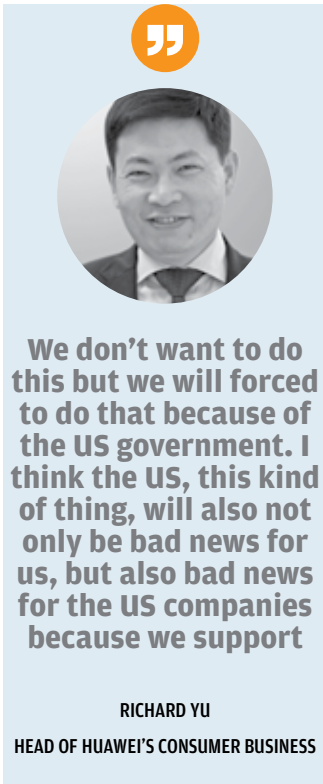 We don't want to do
this but we will forced
to do that because of
the US government. I
think the US, this kind
of thing, will also not
only be bad news for
us, but also bad news
for the US companies
because we support
RICHARD YU
HEAD OF HUAWEI'S CONSUMER BUSINESS